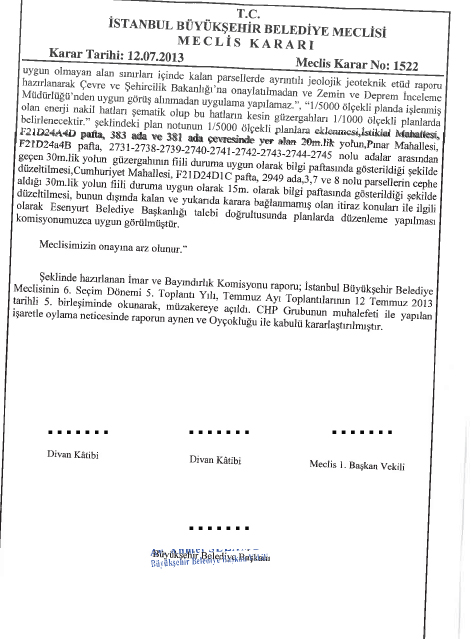 T.C.
İSTANBUL BÜYÜKŞEHİR BELEDİYE MECLİSİ
MECLİS KARARI
Karar Tarihi: 12.07.2013 Meclis Karar No: 1522
uygun olmayan alan sınırları içinde kalan parsellerde ayrıntılı jeolojik jeoteknik etüd raporu
hazırlanarak Çevre ve Şehircilik Bakanlığı'na onaylatılmadan ve Zemin ve Deprem İnceleme
Müdürlüğü'nden uygun görüş alınmadan uygulama yapılamaz.", "1/5000 ölçekli planda işlenmiş
olan enerji nakil hatları şematik olup bu hatların kesin güzergahları 1/1000 ölçekli planlarda
belirlenecektir." şeklindeki plan notunun 1/5000 ölçekli planlara eklenmesi,İstiklal Mahallesi,
F21D24A4D pafta, 383 ada ve 381 ada çevresinde yer alan 20m.lik yolun,Pınar Mahallesi,
F21D24a4B pafta, 2731-2738-2739-2740-2741-2742-2743-2744-2745 nolu adalar arasından
geçen 30m.lik yolun güzergahının fiili duruma uygun olarak bilgi paftasında gösterildiği şekilde
düzeltilmesi,Cumhuriyet Mahallesi, F21D24D1C pafta, 2949 ada,3,7 ve 8 nolu parsellerin cephe
aldığı 30m.lik yolun fiili duruma uygun olarak 15m. olarak bilgi paftasında gösterildiği şekilde
düzeltilmesi, bunun dışında kalan ve yukarıda karara bağlanmamış olan itiraz konuları ile ilgili
olarak Esenyurt Belediye Başkanlığı talebi doğrultusunda planlarda düzenleme yapılması
komisyonumuzca uygun görülmüştür.
Meclisimizin onayına arz olunur."
Şeklinde hazırlanan İmar ve Bayındırlık Komisyonu raporu; İstanbul Büyükşehir Belediye
Meclisinin 6. Seçim Dönemi 5. Toplantı Yılı, Temmuz Ayı Toplantılarının 12 Temmuz 2013
tarihli 5. birleşiminde okunarak, müzakereye açıldı. CHP Grubunun muhalefeti ile yapılan
işaretle oylama neticesinde raporun aynen ve Oyçokluğu ile kabulü kararlaştırılmıştır.
Divan Kâtibi Divan Kâtibi Meclis 1. Başkan Vekili
Büyükşehir Belediye Başkanı
Büyükşehir Belediye